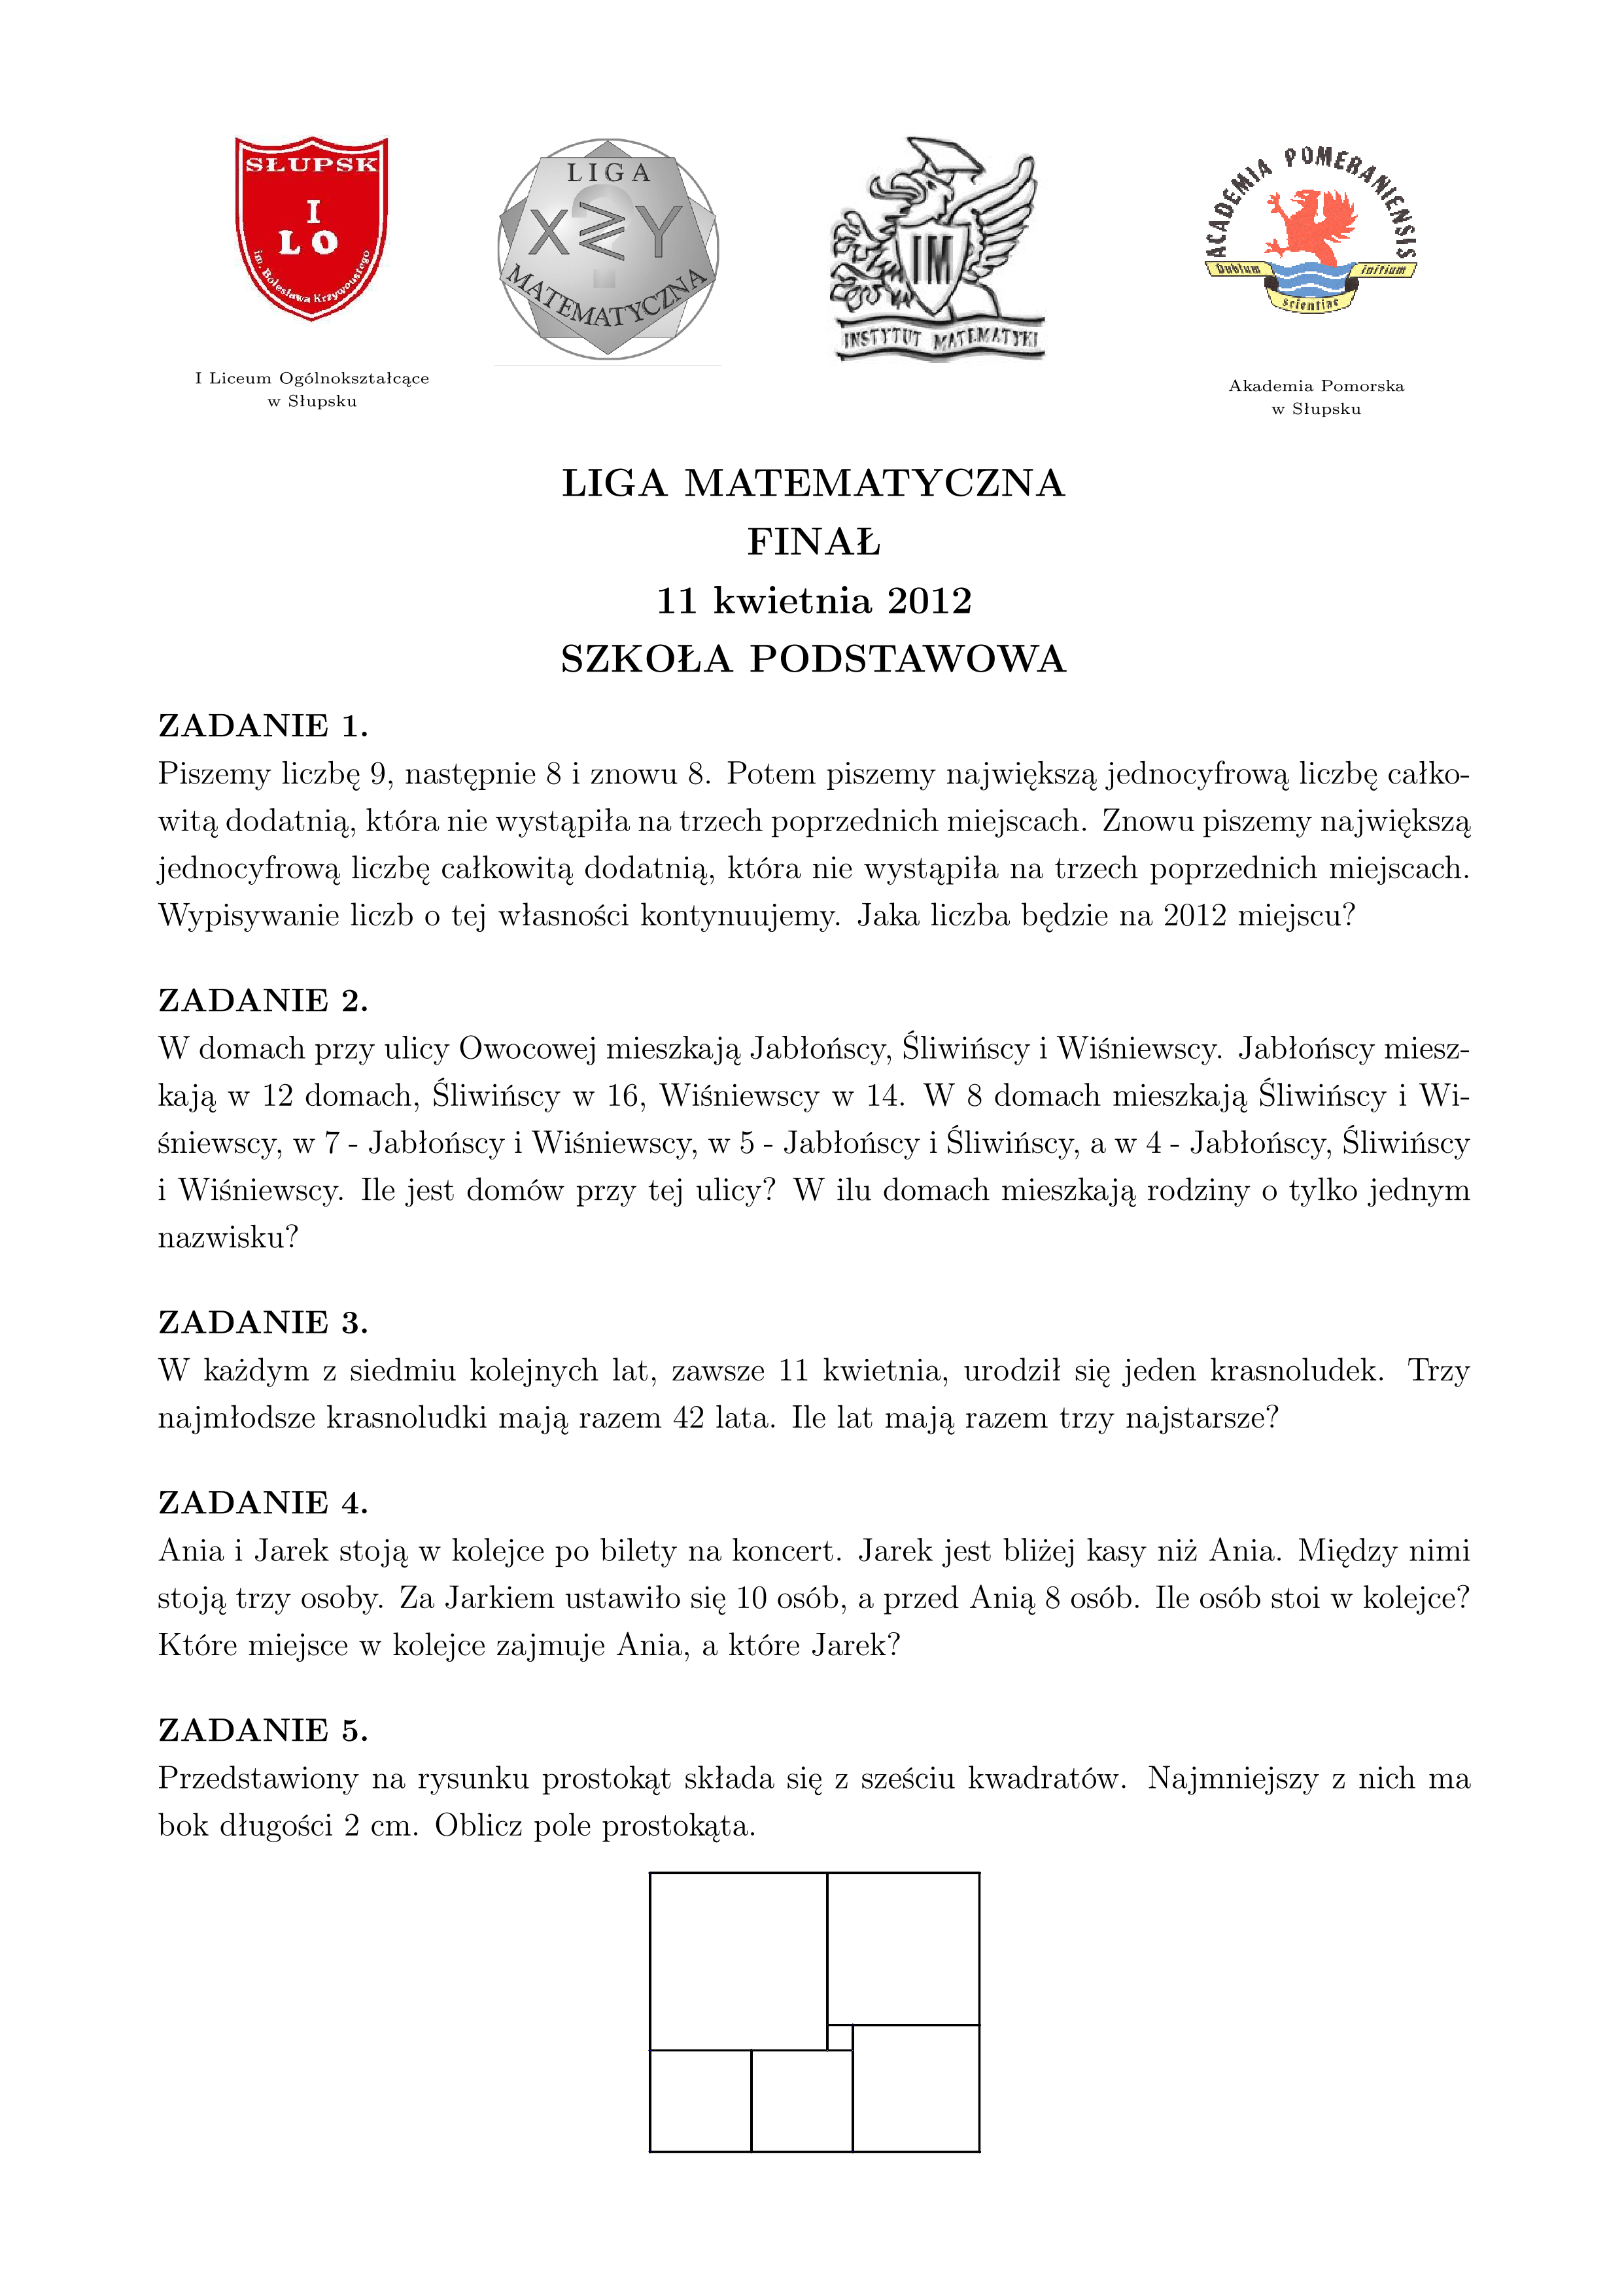 SŁUPSK
I
LO
im. Bolesława Krzywoustego
LIGA
X Y
MATEMATYCZNA
IM
INSTYTUT MATEMATYKI
ACADEMIA POMERANIENSIS
Dubium
initium
scientiae
I Liceum Ogólnokształcące
w Słupsku
Akademia Pomorska
w Słupsku
LIGA MATEMATYCZNA
FINAŁ
11 kwietnia 2012
SZKOŁA PODSTAWOWA
ZADANIE 1.
Piszemy liczbę 9, następnie 8 i znowu 8. Potem piszemy największą jednocyfrową liczbę całko-
witą dodatnią, która nie wystąpiła na trzech poprzednich miejscach. Znowu piszemy największą
jednocyfrową liczbę całkowitą dodatnią, która nie wystąpiła na trzech poprzednich miejscach.
Wypisywanie liczb o tej własności kontynuujemy. Jaka liczba będzie na 2012 miejscu?
ZADANIE 2.
W domach przy ulicy Owocowej mieszkają Jabłońscy, Śliwińscy i Wiśniewscy. Jabłońscy miesz-
kają w 12 domach, Śliwińscy w 16, Wiśniewscy w 14. W 8 domach mieszkają Śliwińscy i Wi-
śniewscy, w 7 - Jabłońscy i Wiśniewscy, w 5 - Jabłońscy i Śliwińscy, a w 4 - Jabłońscy, Śliwińscy
i Wiśniewscy. Ile jest domów przy tej ulicy? W ilu domach mieszkają rodziny o tylko jednym
nazwisku?
ZADANIE 3.
W każdym z siedmiu kolejnych lat, zawsze 11 kwietnia, urodził się jeden krasnoludek. Trzy
najmłodsze krasnoludki mają razem 42 lata. Ile lat mają razem trzy najstarsze?
ZADANIE 4.
Ania i Jarek stoją w kolejce po bilety na koncert. Jarek jest bliżej kasy niż Ania. Między nimi
stoją trzy osoby. Za Jarkiem ustawiło się 10 osób, a przed Anią 8 osób. Ile osób stoi w kolejce?
Które miejsce w kolejce zajmuje Ania, a które Jarek?
ZADANIE 5.
Przedstawiony na rysunku prostokąt składa się z sześciu kwadratów. Najmniejszy z nich ma
bok długości 2 cm. Oblicz pole prostokąta.